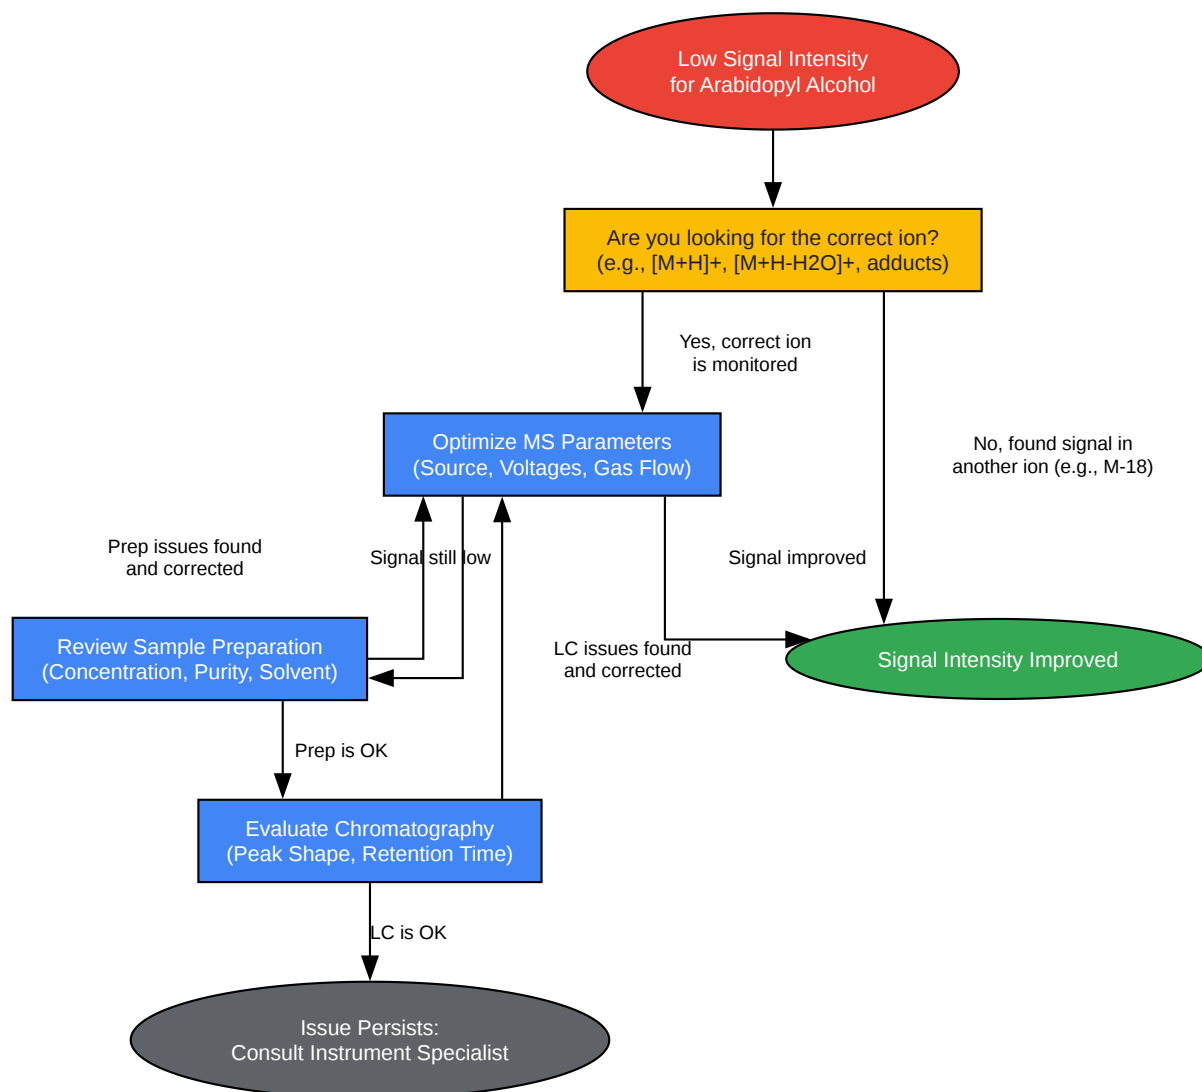 Low Signal Intensity
for Arabidopyl Alcohol
Are you looking for the correct ion?
(e.g., [M+H]+, [M+H-H2O]+, adducts)
Yes, correct ion
is monitored
No, found signal in
another ion (e.g., M-18)
Optimize MS Parameters
(Source, Voltages, Gas Flow)
Prep issues found
and corrected
Signal still low
Signal improved
Review Sample Preparation
(Concentration, Purity, Solvent)
LC issues found
and corrected
Signal Intensity Improved
Prep is OK
Evaluate Chromatography
(Peak Shape, Retention Time)
LC is OK
Issue Persists:
Consult Instrument Specialist